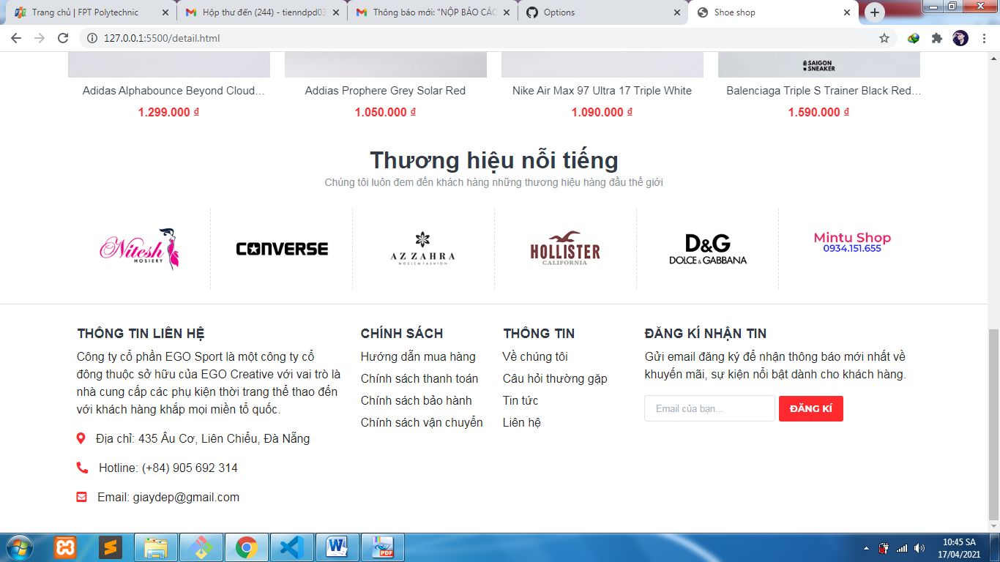 Trang chủ | FPT Polytechnic
Hộp thư đến (244) - tienndpd03
Thông báo mới: "NỘP BÁO CÁO
Options
Shoe shop
127.0.0.1:5500/detail.html
SAIGON
SNEAKER
Adidas Alphabounce Beyond Cloud…
Addias Prophere Grey Solar Red
Nike Air Max 97 Ultra 17 Triple White
Balenciaga Triple S Trainer Black Red…
1.299.000 ₫
1.050.000 ₫
1.090.000 ₫
1.590.000 ₫
Thương hiệu nỗi tiếng
Chúng tôi luôn đem đến khách hàng những thương hiệu hàng đầu thế giới
Nitesh
HOSIERY
CONVERSE
AZZAHRA
MOSLEM FASHION
HOLLISTER
CALIFORNIA
D&G
DOLCE & GABBANA
Mintu Shop
0934.151.655
THÔNG TIN LIÊN HỆ
Công ty cổ phần EGO Sport là một công ty cổ
đông thuộc sở hữu của EGO Creative với vai trò là
nhà cung cấp các phụ kiện thời trang thể thao đến
với khách hàng khắp mọi miền tổ quốc.
Địa chỉ: 435 Âu Cơ, Liên Chiểu, Đà Nẵng
Hotline: (+84) 905 692 314
Email: giaydep@gmail.com
CHÍNH SÁCH
Hướng dẫn mua hàng
Chính sách thanh toán
Chính sách bảo hành
Chính sách vận chuyển
THÔNG TIN
Về chúng tôi
Câu hỏi thường gặp
Tin tức
Liên hệ
ĐĂNG KÍ NHẬN TIN
Gửi email đăng ký để nhận thông báo mới nhất về
khuyến mãi, sự kiện nổi bật dành cho khách hàng.
Email của bạn...
ĐĂNG KÍ
PDF
10:45 SA
17/04/2021